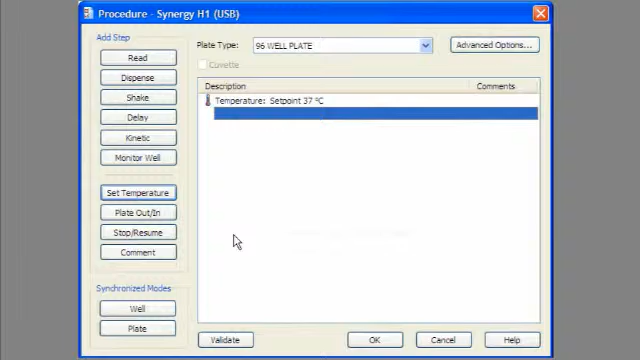 Procedure - Synergy H1 (USB)
Add Step
Read
Dispense
Shake
Delay
Kinetic
Monitor Well
Set Temperature
Plate Out/In
Stop/Resume
Comment
Synchronized Modes
Well
Plate
Plate Type: 96 WELL PLATE Advanced Options...
Cuvette
Description Comments
Temperature: Setpoint 37 ºC
Validate OK Cancel Help